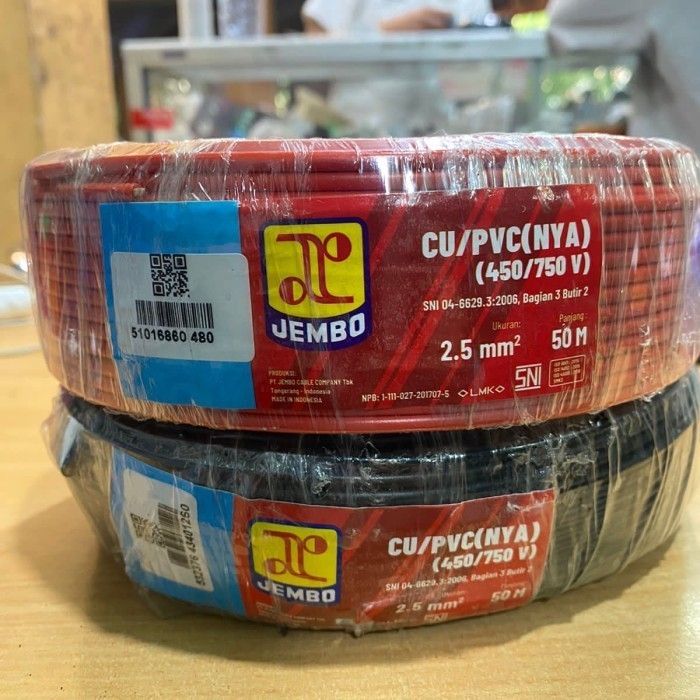 CU/PVC(NYA)
(450/750 V)
SNI 04-6629.3:2006, Bagian 3 Butir 2
Ukuran: Panjang:
2.5 mm² 50 M
JEMBO
51016860 480
PRODUKSI:
PT JEMBO CABLE COMPANY Tbk
Tangerang - Indonesia
MADE IN INDONESIA
NPB: 1-111-027-201707-5 LMK SNI
CU/PVC(NYA)
(450/750 V)
SNI 04-6629.3:2006, Bagian 3 Butir 2
2.5 mm² 50 M
JEMBO